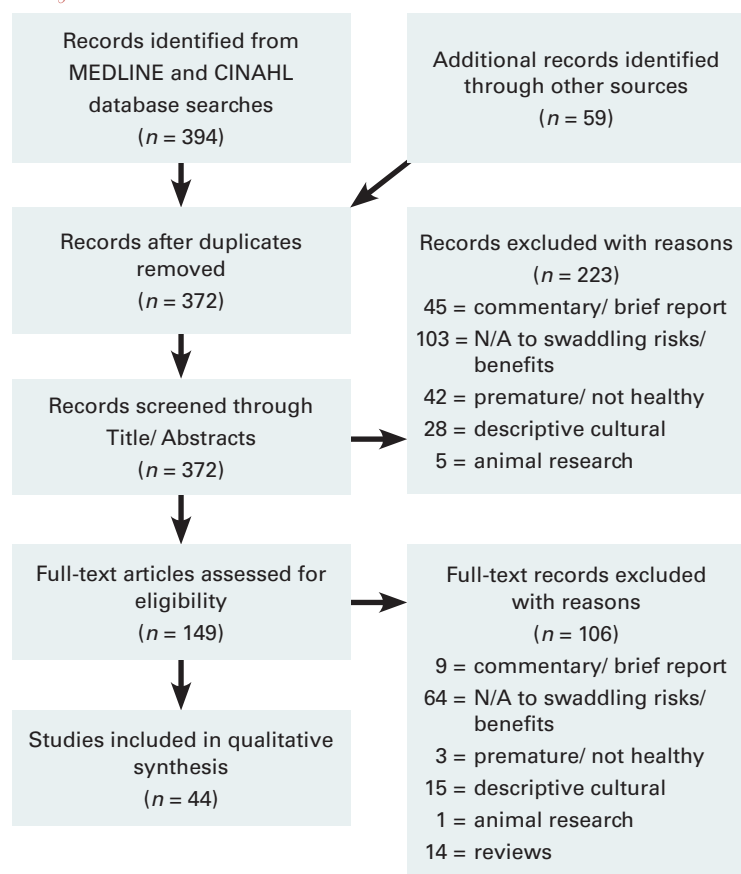 Records identified from
MEDLINE and CINAHL
database searches
(n = 394)
Additional records identified
through other sources
(n = 59)
Records after duplicates
removed
(n = 372)
Records excluded with reasons
(n = 223)
45 = commentary/ brief report
103 = N/A to swaddling risks/
benefits
42 = premature/ not healthy
28 = descriptive cultural
5 = animal research
Records screened through
Title/ Abstracts
(n = 372)
Full-text articles assessed for
eligibility
(n = 149)
Full-text records excluded
with reasons
(n = 106)
9 = commentary/ brief report
64 = N/A to swaddling risks/
benefits
3 = premature/ not healthy
15 = descriptive cultural
1 = animal research
14 = reviews
Studies included in qualitative
synthesis
(n = 44)